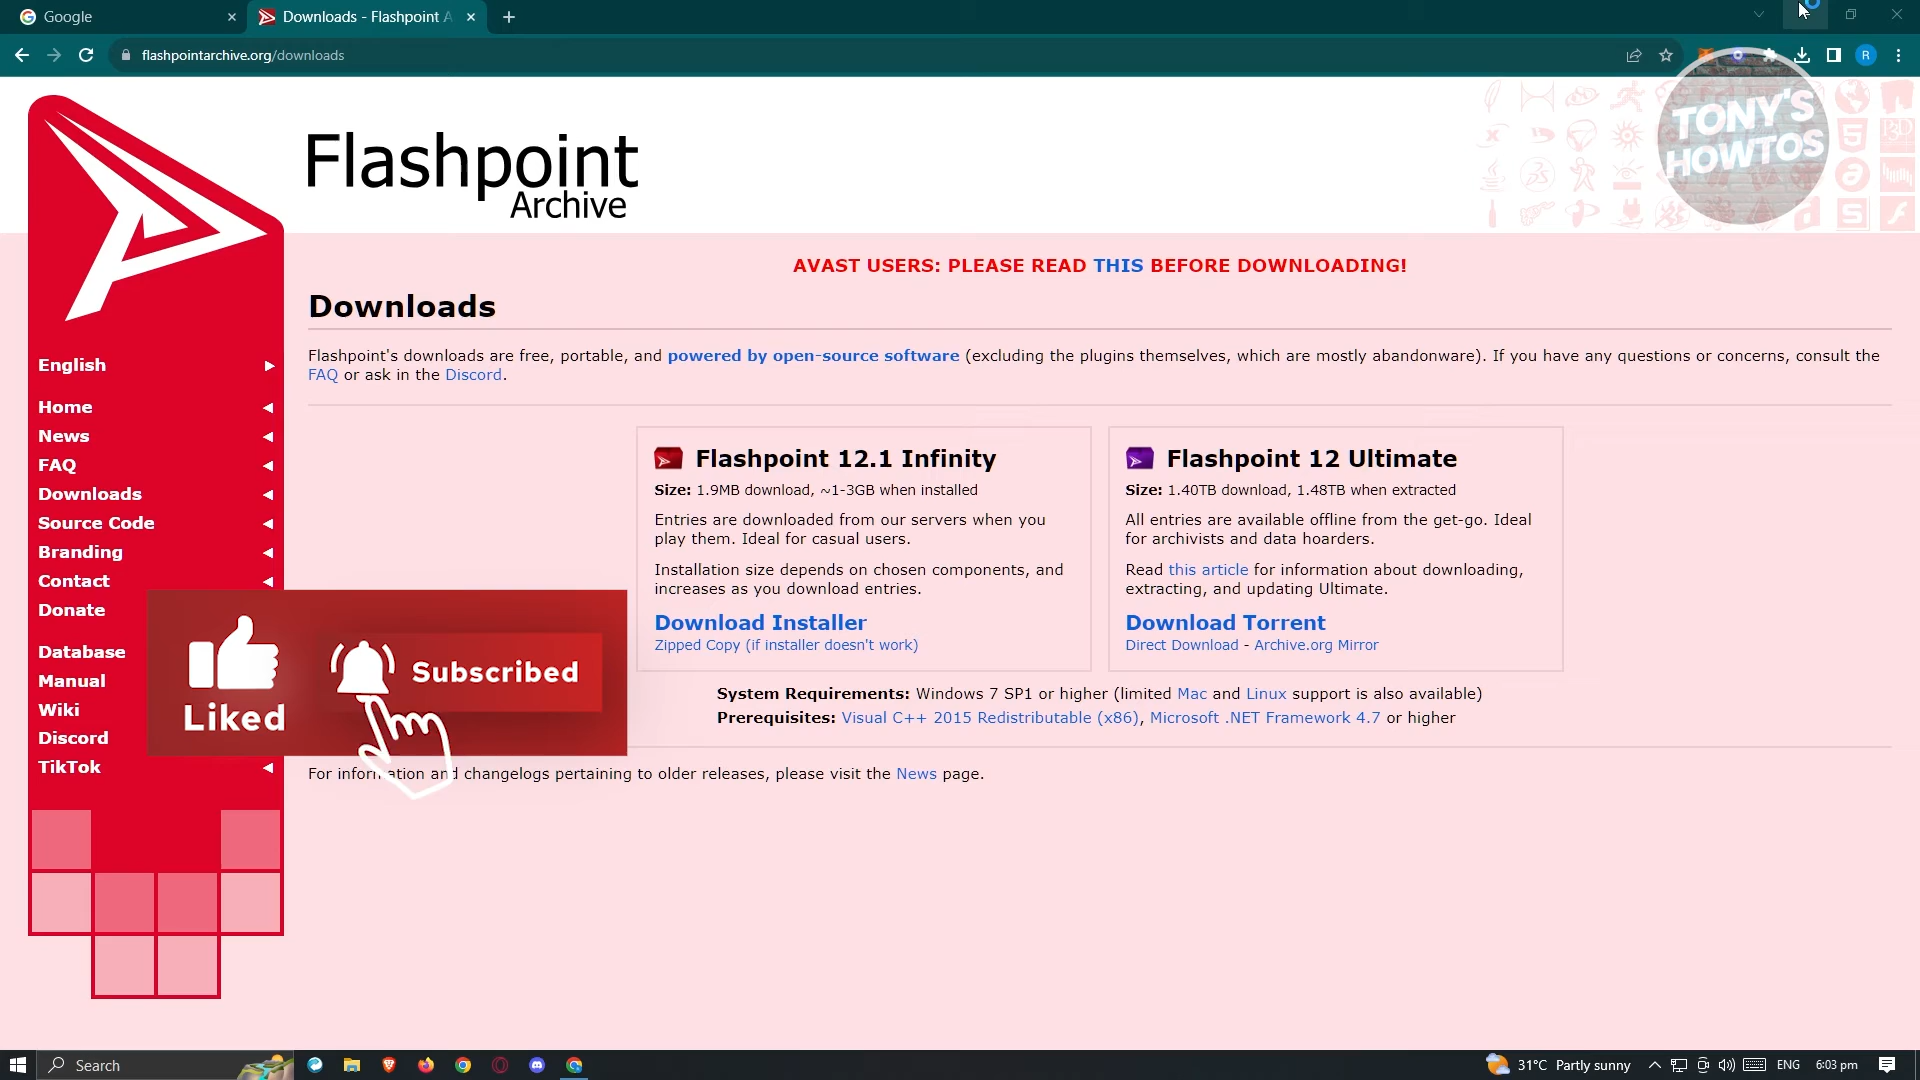 Google
Downloads - Flashpoint A
flashpointarchive.org/downloads
R
TONY'S
HOWTOS
Flashpoint
Archive
AVAST USERS: PLEASE READ THIS BEFORE DOWNLOADING!
Downloads
Flashpoint's downloads are free, portable, and powered by open-source software (excluding the plugins themselves, which are mostly abandonware). If you have any questions or concerns, consult the
FAQ or ask in the Discord.
English
Home
News
FAQ
Downloads
Source Code
Branding
Contact
Donate
Database
Manual
Wiki
Discord
TikTok
Flashpoint 12.1 Infinity
Size: 1.9MB download, ~1-3GB when installed
Entries are downloaded from our servers when you
play them. Ideal for casual users.
Installation size depends on chosen components, and
increases as you download entries.
Download Installer
Zipped Copy (if installer doesn't work)
Flashpoint 12 Ultimate
Size: 1.40TB download, 1.48TB when extracted
All entries are available offline from the get-go. Ideal
for archivists and data hoarders.
Read this article for information about downloading,
extracting, and updating Ultimate.
Download Torrent
Direct Download - Archive.org Mirror
Liked
Subscribed
System Requirements: Windows 7 SP1 or higher (limited Mac and Linux support is also available)
Prerequisites: Visual C++ 2015 Redistributable (x86), Microsoft .NET Framework 4.7 or higher
For information and changelogs pertaining to older releases, please visit the News page.
Search
31°C Partly sunny
ENG
6:03 pm